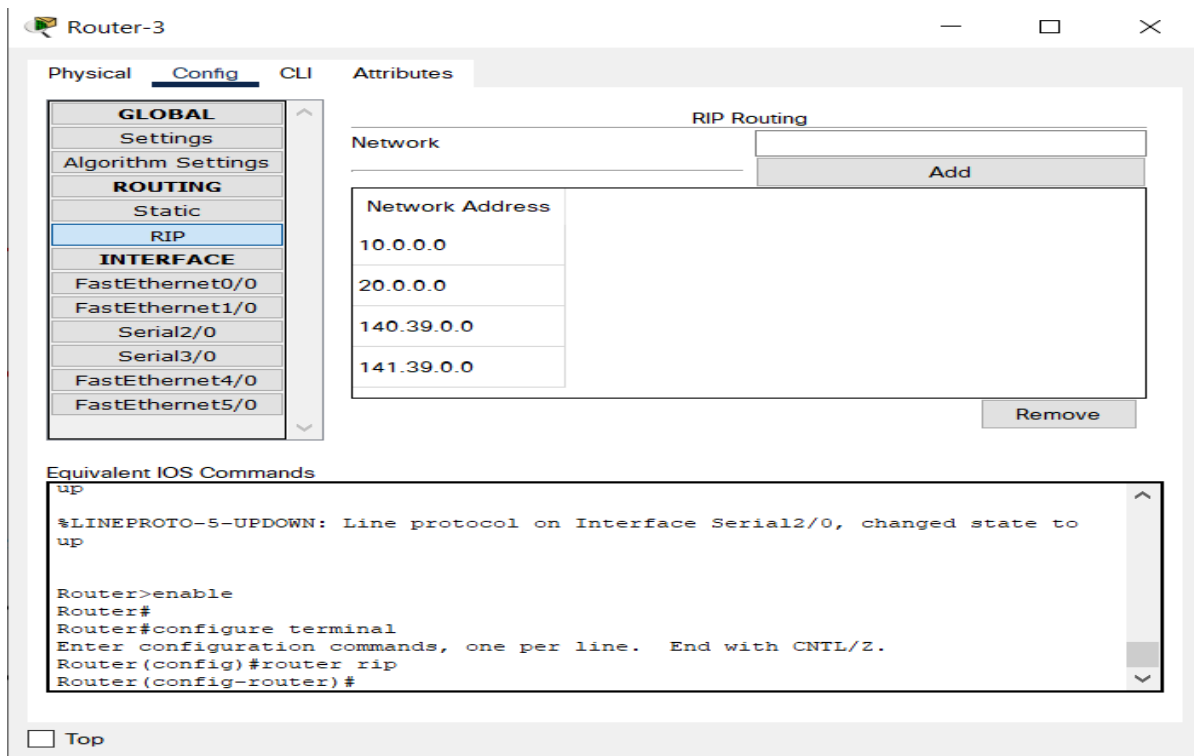 Router-3
Physical Config CLI Attributes
GLOBAL
Settings
Algorithm Settings
ROUTING
Static
RIP
INTERFACE
FastEthernet0/0
FastEthernet1/0
Serial2/0
Serial3/0
FastEthernet4/0
FastEthernet5/0
RIP Routing
Network
Add
Network Address
10.0.0.0
20.0.0.0
140.39.0.0
141.39.0.0
Remove
Equivalent IOS Commands
up
%LINEPROTO-5-UPDOWN: Line protocol on Interface Serial2/0, changed state to
up
Router>enable
Router#
Router#configure terminal
Enter configuration commands, one per line.  End with CNTL/Z.
Router(config)#router rip
Router(config-router)#
Top